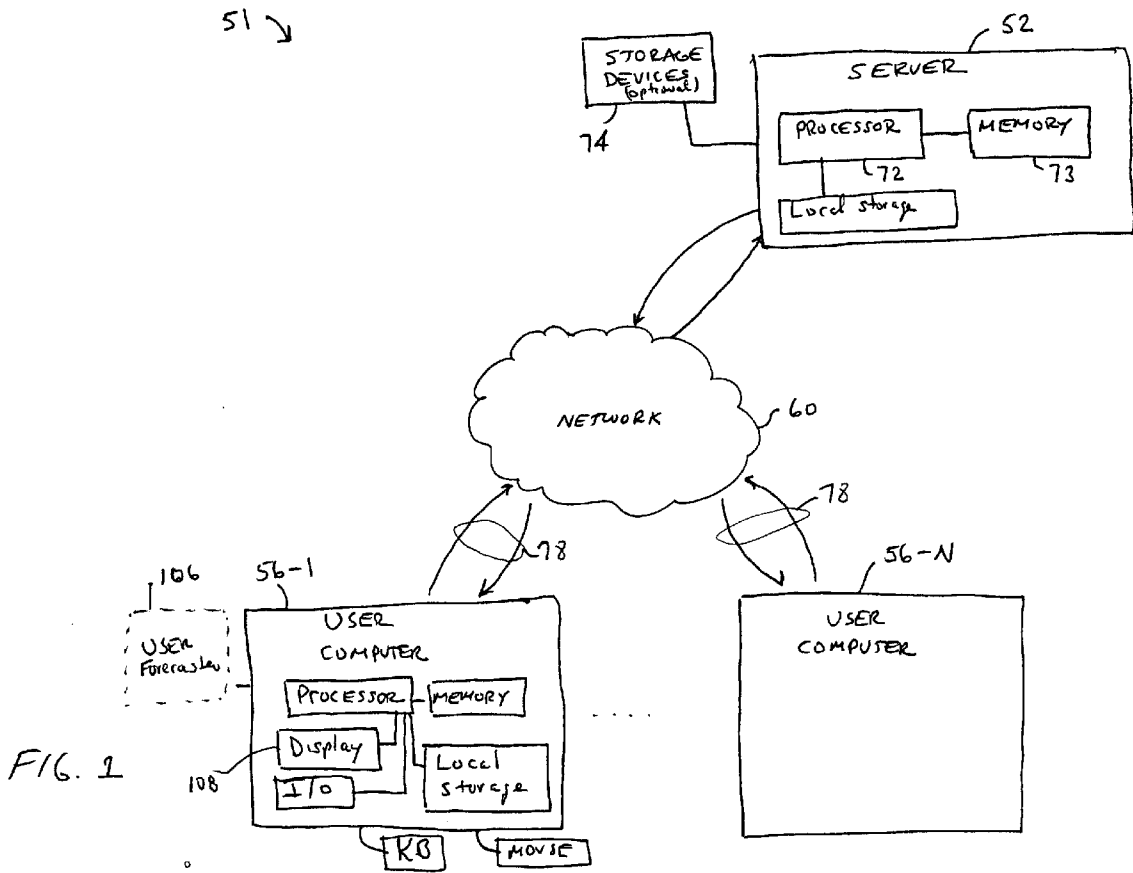 51
STORAGE
DEVICES
(optional)
74
52
SERVER
PROCESSOR
72
MEMORY
73
Local storage
NETWORK
60
78
78
106
USER
Forecaster
56-1
USER
COMPUTER
PROCESSOR
MEMORY
Display
108
I/O
Local
storage
KB
MOUSE
. . . .
56-N
USER
COMPUTER
FIG. 1